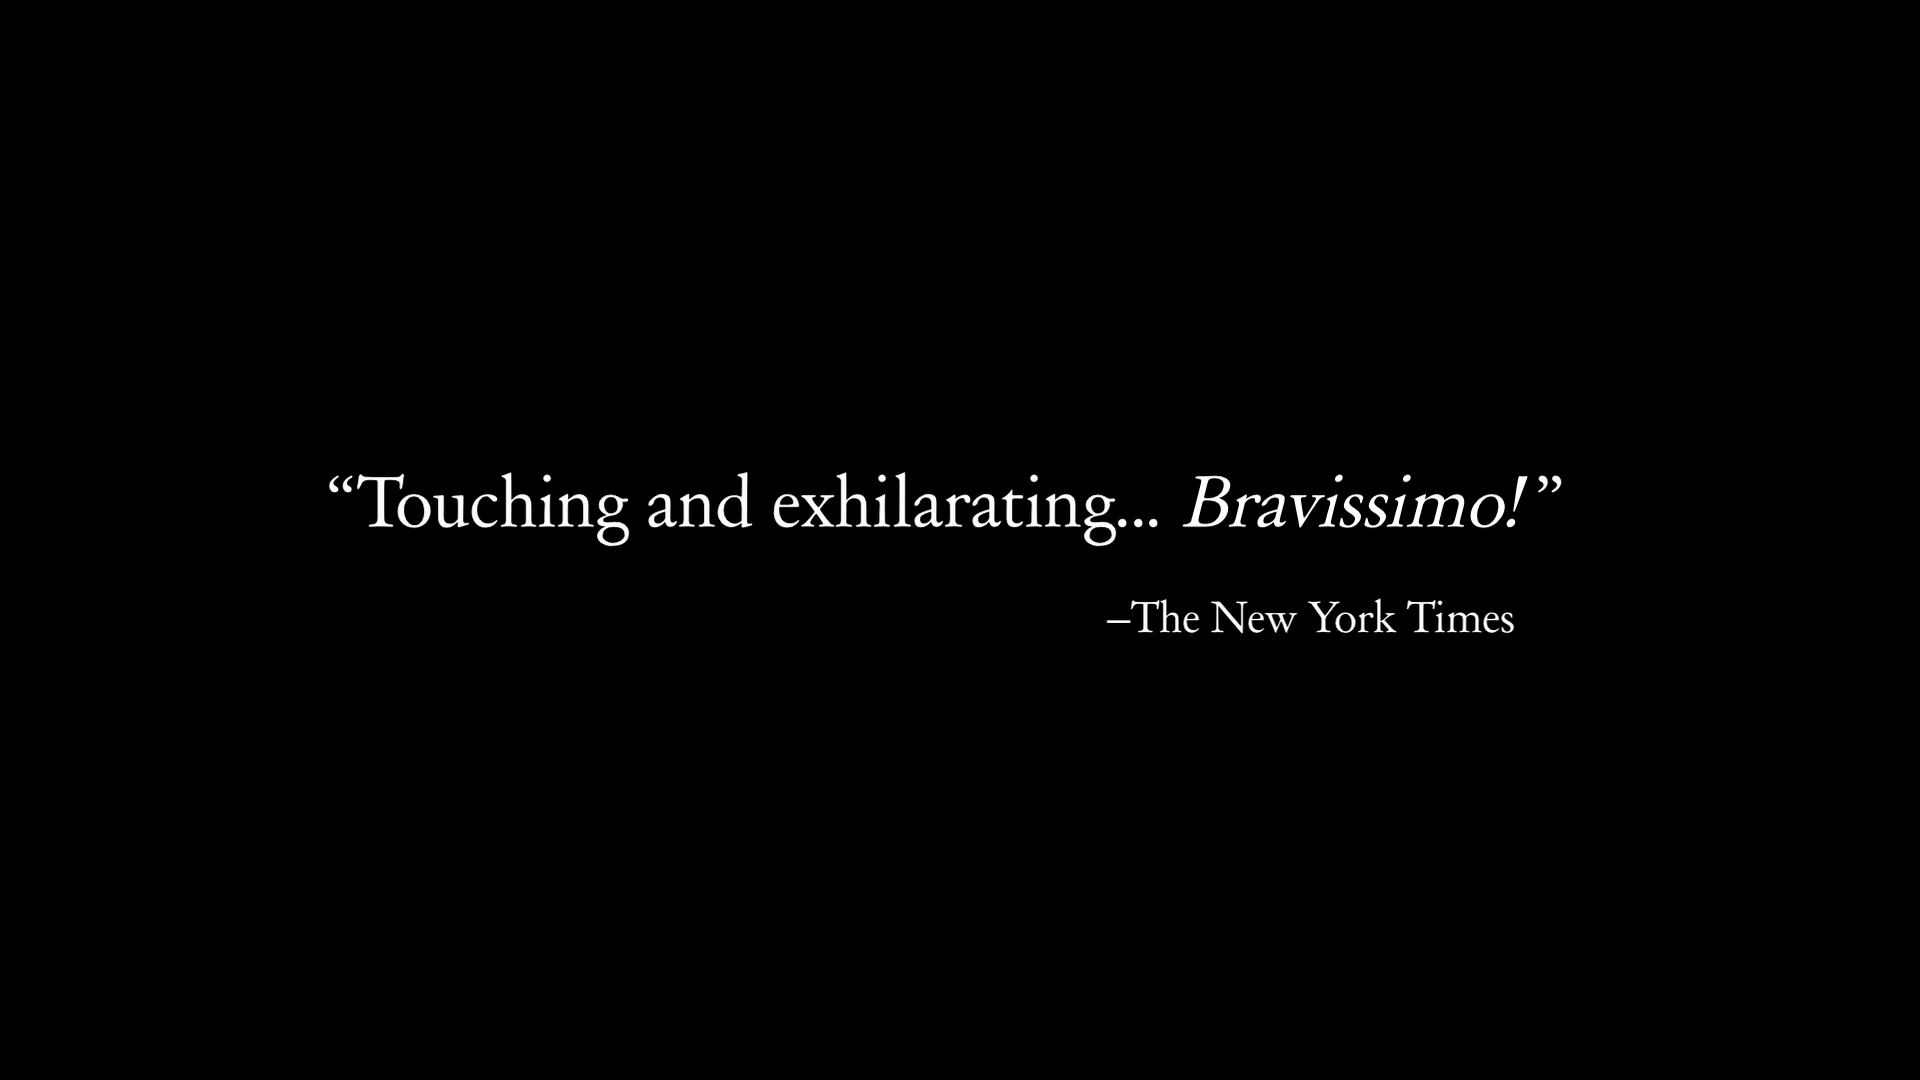 “Touching and exhilarating... Bravissimo!”
–The New York Times